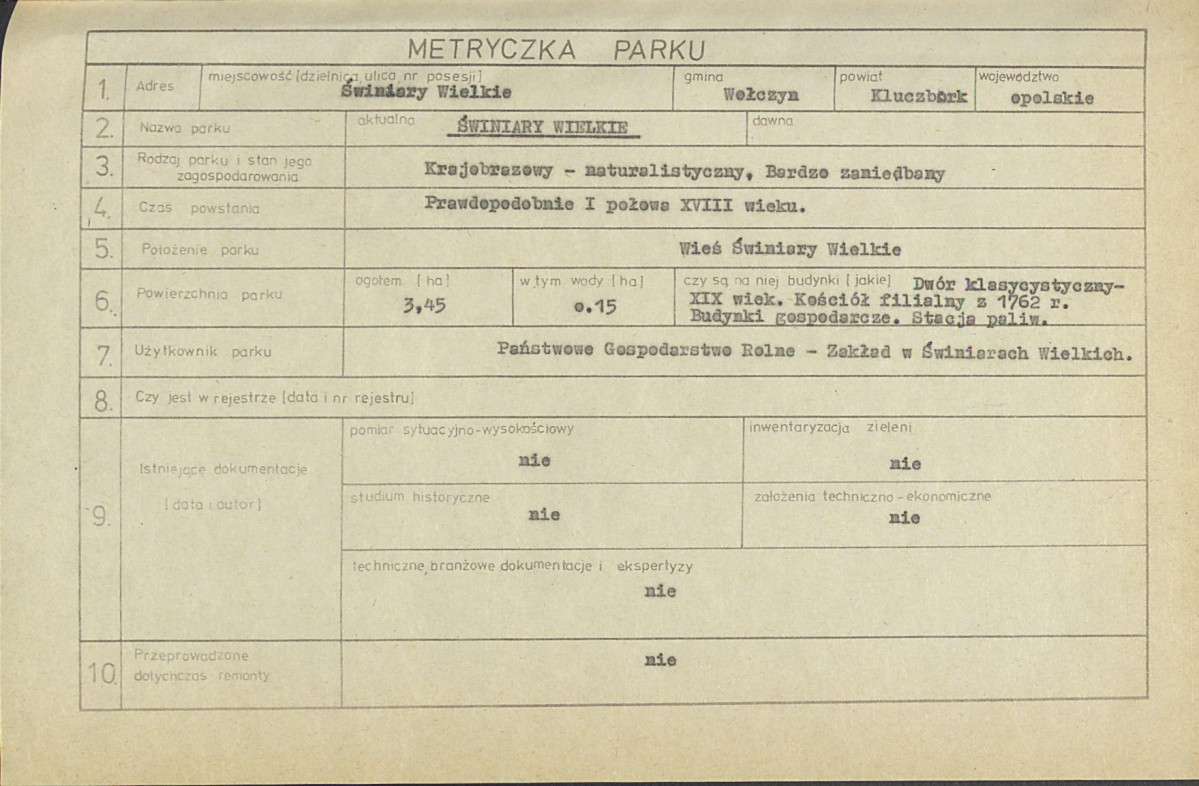 METRYCZKA PARKU
1. Adres miejscowość [dzielnica, ulica, nr posesji] gmina powiat województwo
Świniary Wielkie Wołczyn Kluczbork opolskie
2. Nazwa parku aktualna ŚWINIARY WIELKIE dawna
3. Rodzaj parku i stan jego
zagospodarowania
Krajobrazowy - naturalistyczny, Bardzo zaniedbany
4. Czas powstania Prawdopodobnie I połowa XVIII wieku.
5. Położenie parku Wieś Świniary Wielkie
6. Powierzchnia parku ogółem [ha] w tym wody [ha] czy są na niej budynki [jakie] Dwór klasycystyczny-
3,45 o.15 XIX wiek. Kościół filialny z 1762 r.
Budynki gospodarcze. Stacja paliw.
7. Użytkownik parku Państwowe Gospodarstwo Rolne - Zakład w Świniarach Wielkich.
8. Czy jest w rejestrze [data i nr rejestru]
9. Istniejące dokumentacje
[data i autor]
pomiar sytuacyjno-wysokościowy inwentaryzacja zieleni
nie nie
studium historyczne założenia techniczno-ekonomiczne
nie nie
techniczne, branżowe dokumentacje i ekspertyzy
nie
10. Przeprowadzone
dotychczas remonty
nie